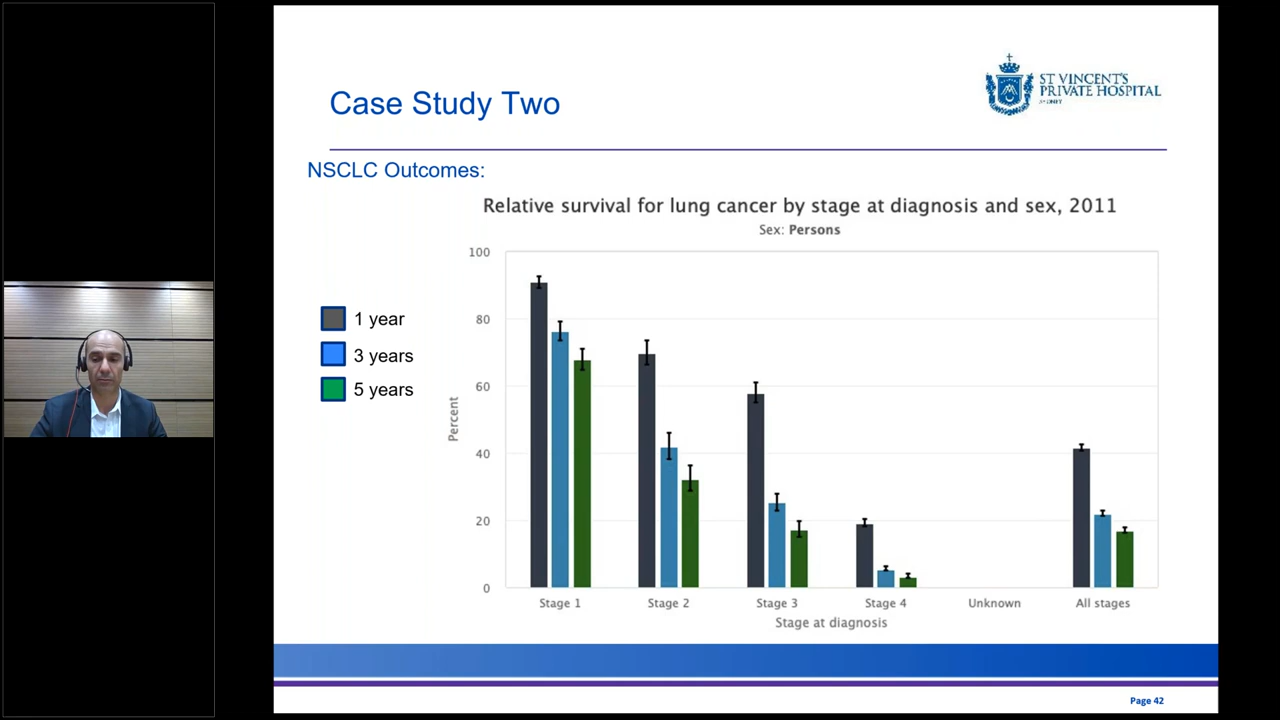 Case Study Two
ST VINCENT'S
PRIVATE HOSPITAL
SYDNEY
NSCLC Outcomes:
Relative survival for lung cancer by stage at diagnosis and sex, 2011
Sex: Persons
1 year
3 years
5 years
Percent
100
80
60
40
20
0
Stage 1
Stage 2
Stage 3
Stage 4
Unknown
All stages
Stage at diagnosis
Page 42